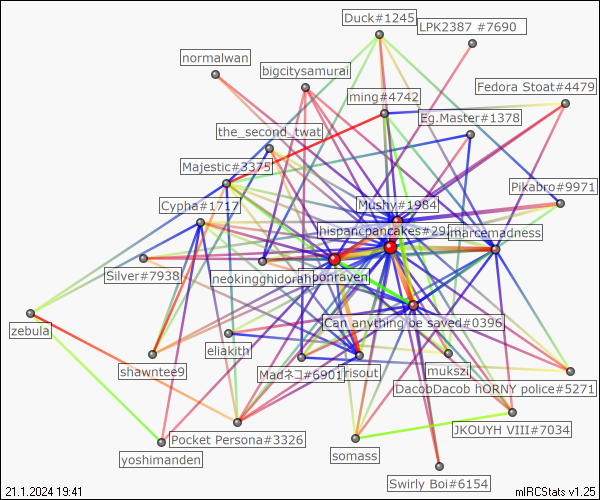 Duck#1245
LPK2387 #7690
normalwan
bigcitysamurai
Fedora Stoat#4479
ming#4742
Eg.Master#1378
the_second_twat
Majestic#3375
Pikabro#9971
Cypha#1717
Mushy#1984
hispancpancakes#29
marcemadness
Silver#7938
neokingghidorah
oonraven
Can anything be saved#0396
zebula
eliakith
shawntee9
Madネコ#6901
risout
mukszi
DacobDacob hORNY police#5271
Pocket Persona#3326
JKOUYH VIII#7034
yoshimanden
somass
Swirly Boi#6154
21.1.2024 19:41
mIRCStats v1.25